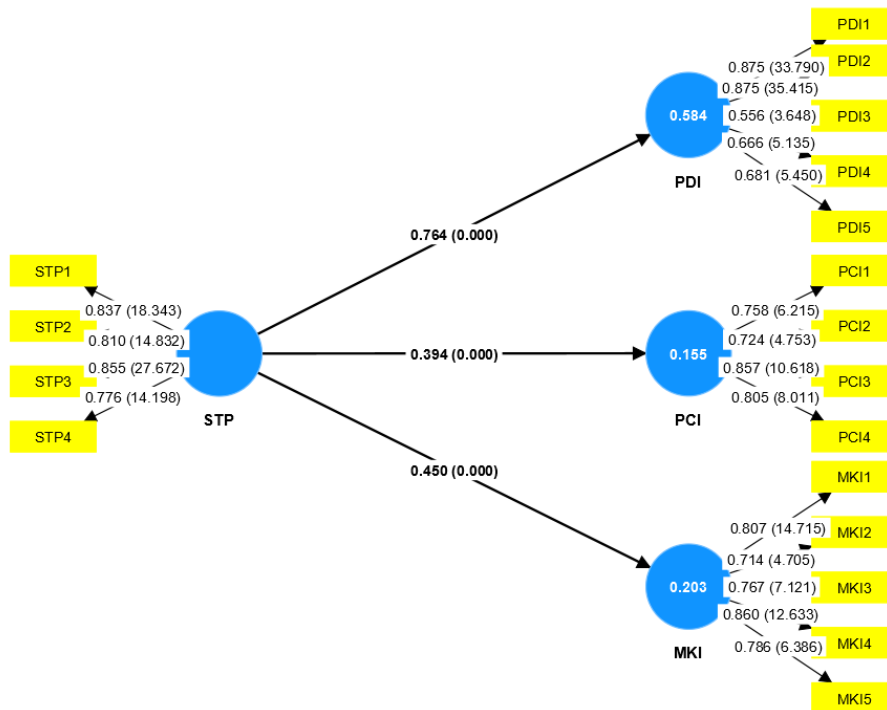 PDI1
0.875 (33.790)
PDI2
0.875 (35.415)
0.584
0.556 (3.648)
PDI3
0.666 (5.135)
PDI4
0.681 (5.450)
PDI
PDI5
0.764 (0.000)
STP1
0.837 (18.343)
STP2
0.810 (14.832)
0.855 (27.672)
STP3
0.776 (14.198)
STP4
STP
0.394 (0.000)
PCI1
0.758 (6.215)
0.724 (4.753)
PCI2
0.155
0.857 (10.618)
PCI3
0.805 (8.011)
PCI
PCI4
0.450 (0.000)
MKI1
0.807 (14.715)
MKI2
0.714 (4.705)
0.203
0.767 (7.121)
MKI3
0.860 (12.633)
MKI4
0.786 (6.386)
MKI
MKI5